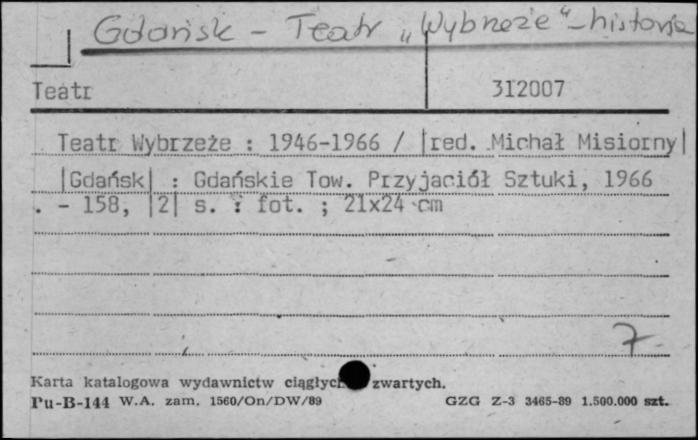 Gdańsk - Teatr „Wybrzeże" - historia
Teatr 3I2007
Teatr Wybrzeże : 1946-1966 / |red. Michał Misiorny|
|Gdańsk| : Gdańskie Tow. Przyjaciół Sztuki, 1966
. - 158, |2| s. : fot. ; 21x24 cm
7
Karta katalogowa wydawnictw ciągłych zwartych.
Pu-B-144 W.A. zam. 1560/On/DW/89 GZG Z-3 3465-89 1.500.000 szt.